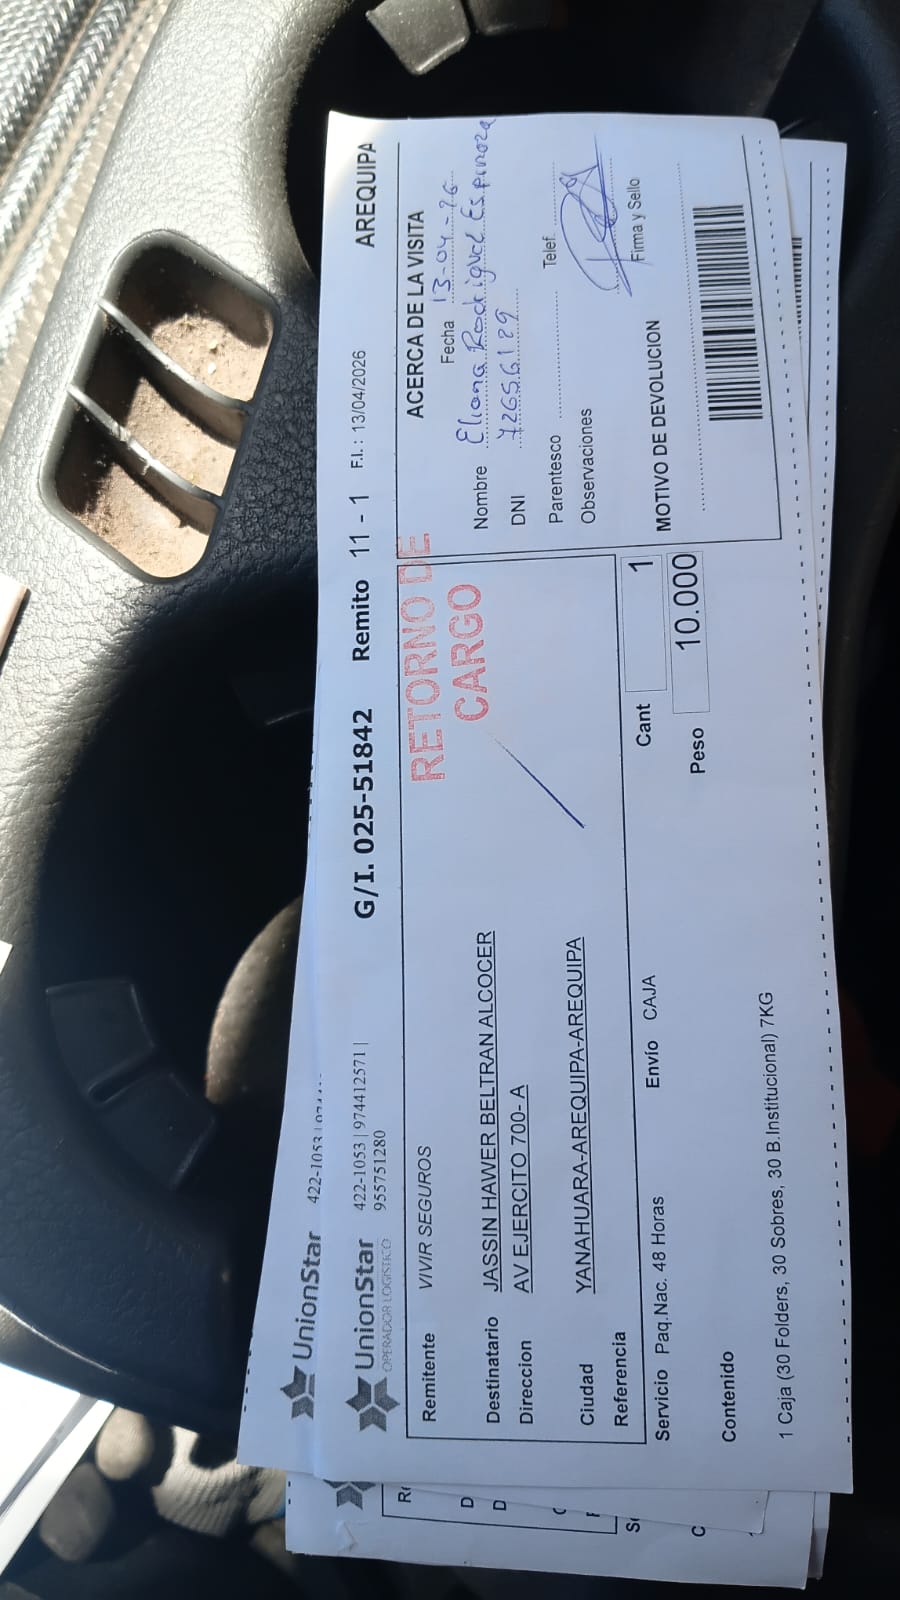 UnionStar 422-1053 |
UnionStar
OPERADOR LOGISTICO
422-1053 | 974412571 |
955751280
G/I. 025-51842 Remito 11 - 1 F.I. : 13/04/2026 AREQUIPA
Remitente VIVIR SEGUROS
RETORNO DE
CARGO
Destinatario JASSIN HAWER BELTRAN ALCOCER
Direccion AV EJERCITO 700- A
Ciudad YANAHUARA-AREQUIPA-AREQUIPA
Referencia
Servicio Paq.Nac. 48 Horas Envío CAJA Cant 1
Peso 10.000
Contenido
1 Caja (30 Folders, 30 Sobres, 30 B.Institucional) 7KG
ACERCA DE LA VISITA
Fecha 13-04-26
Nombre Eliana Rodriguez Espinoza
DNI 72656189
Parentesco Telef
Observaciones
Firma y Sello
MOTIVO DE DEVOLUCION